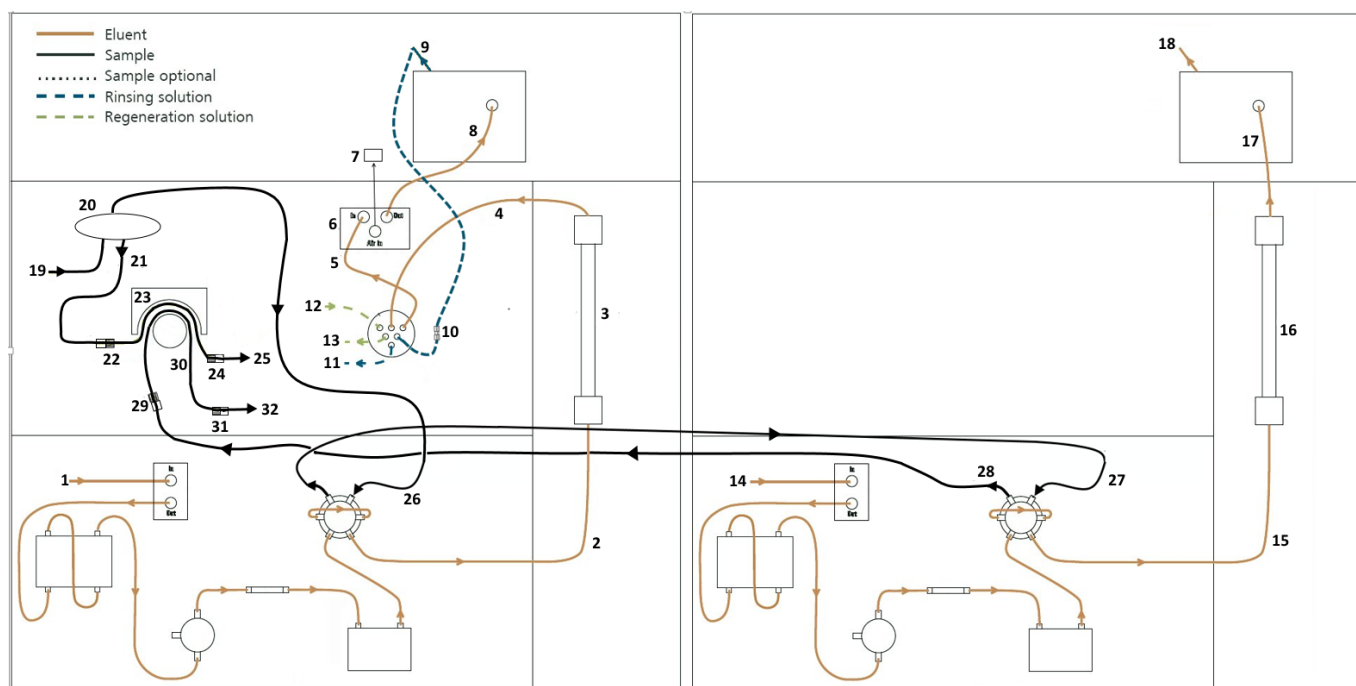 Eluent
Sample
Sample optional
Rinsing solution
Regeneration solution
9
18
8
17
7
20
6
In
Out
Air in
4
19
21
5
23
12
3
16
13
10
11
22
30
24
25
29
31
32
1
In
Out
26
14
In
Out
28
27
2
15